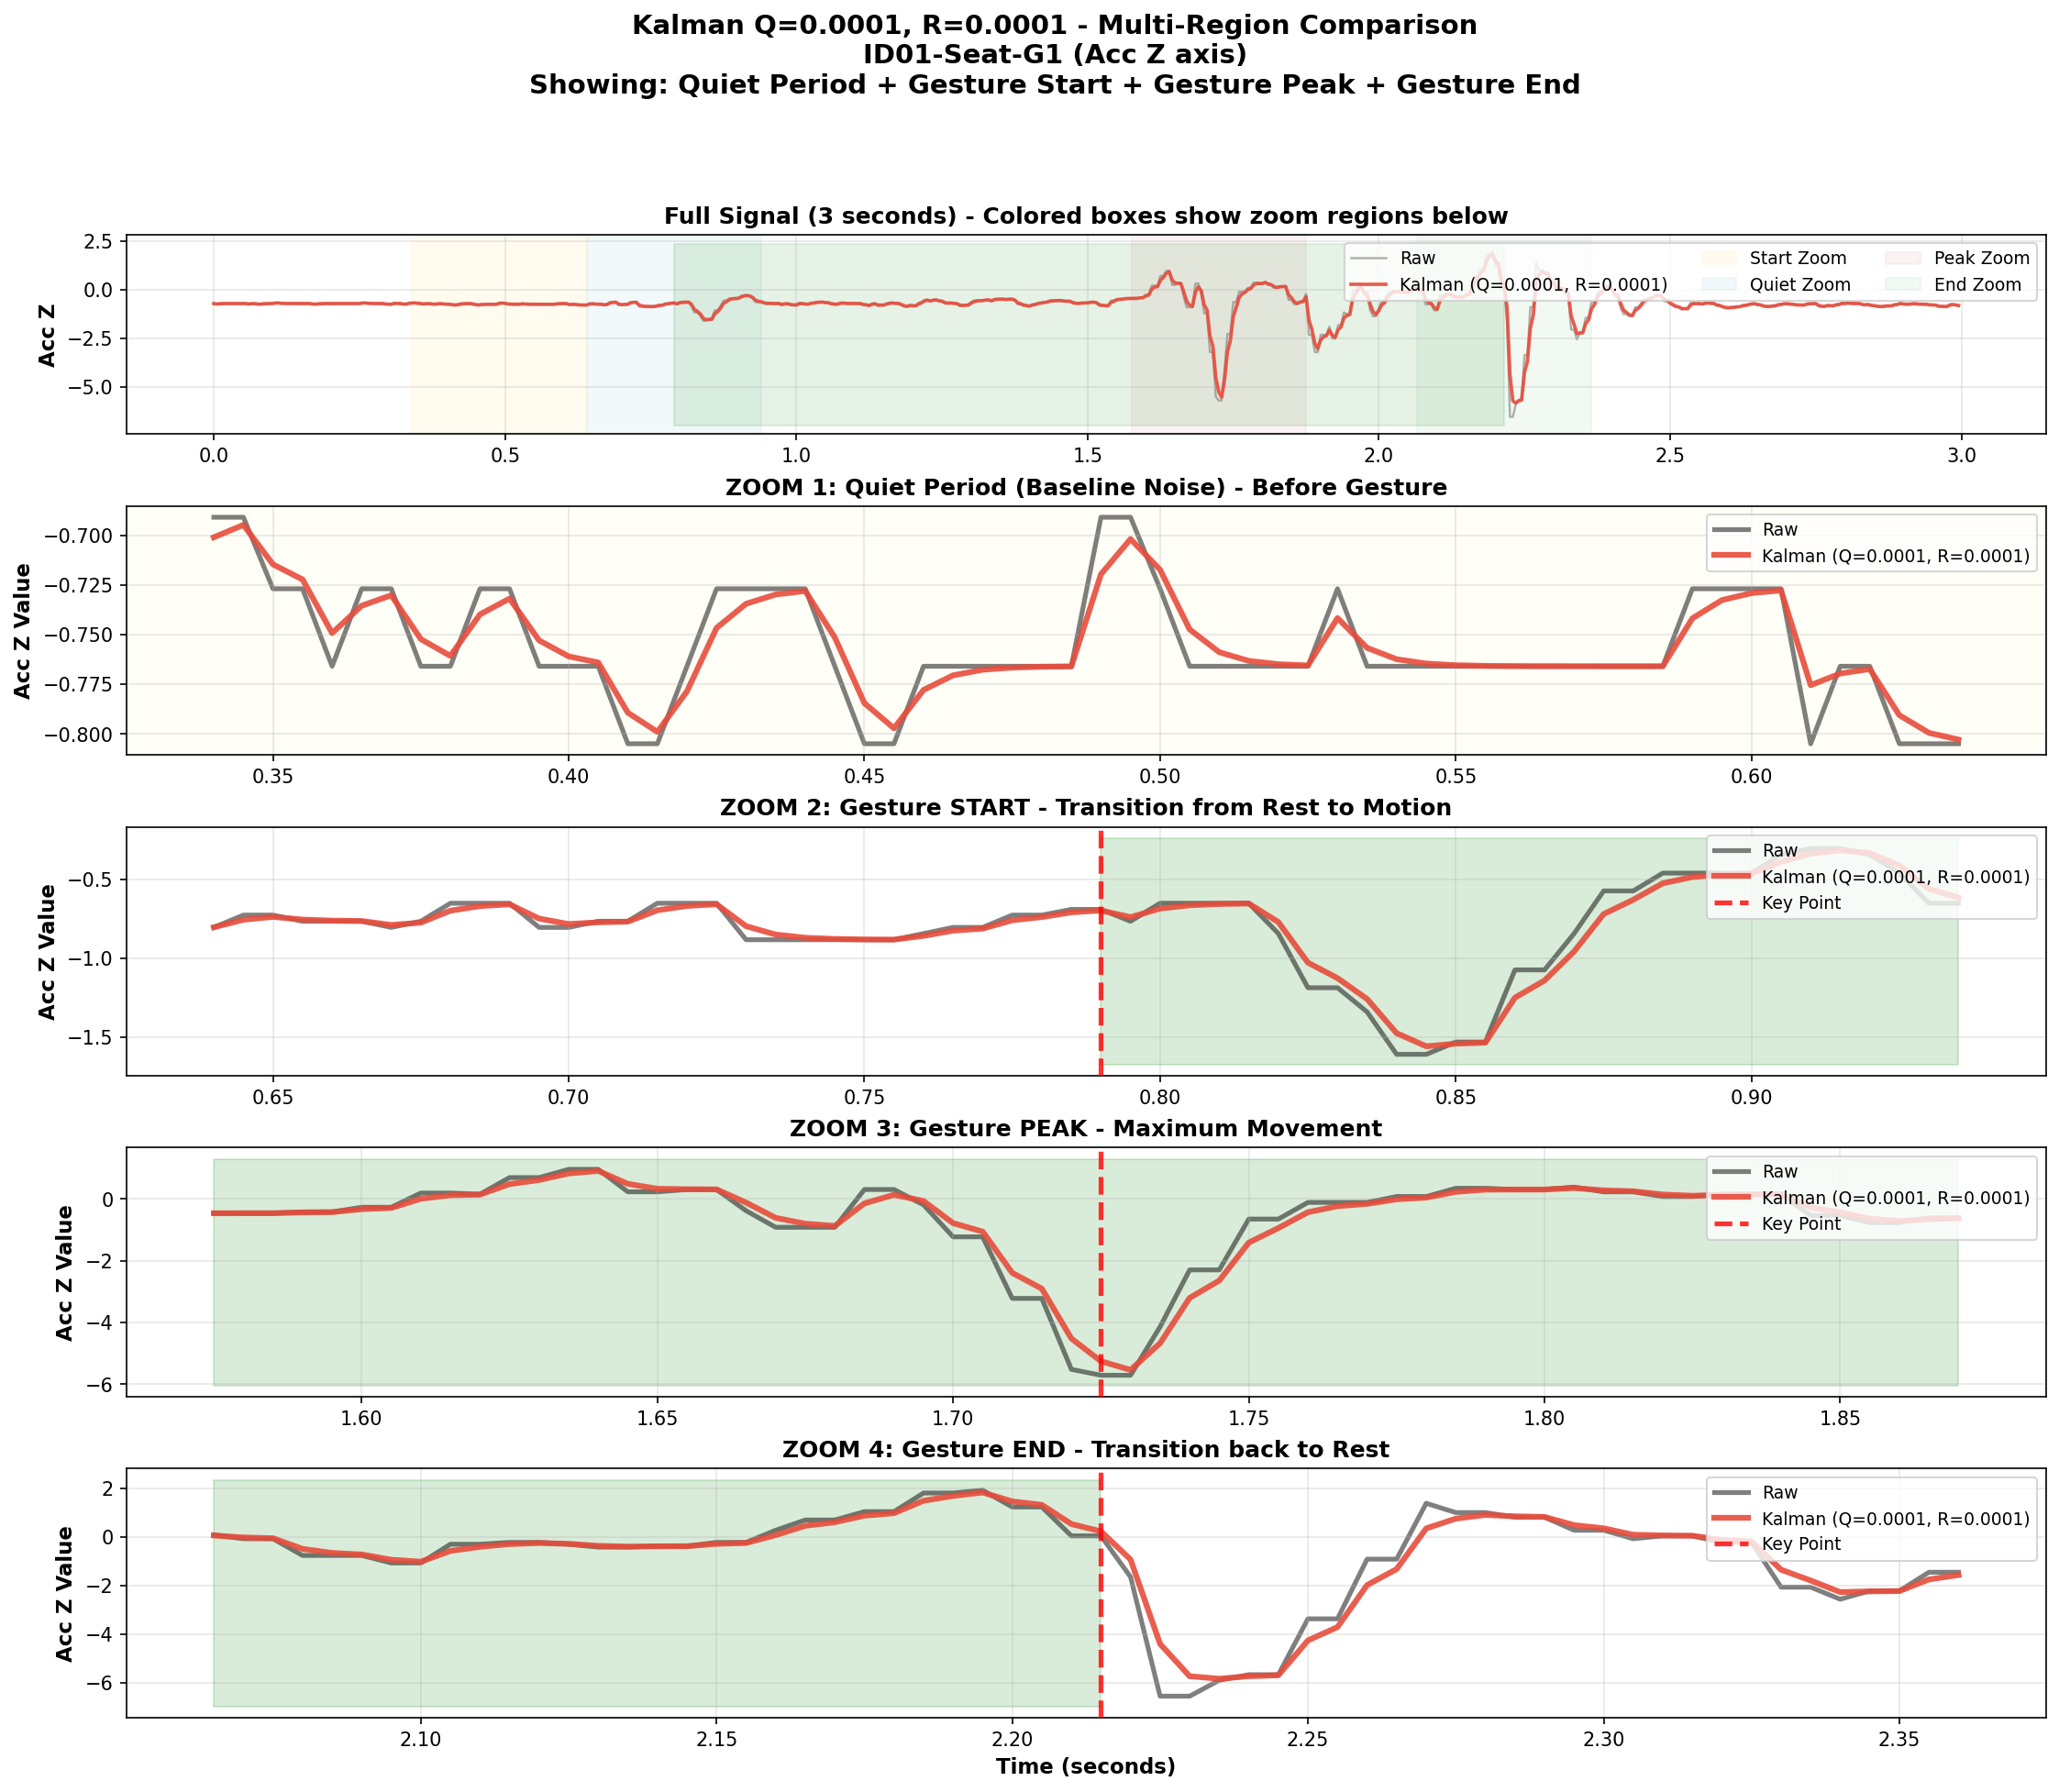 Kalman Q=0.0001, R=0.0001 - Multi-Region Comparison
ID01-Seat-G1 (Acc Z axis)
Showing: Quiet Period + Gesture Start + Gesture Peak + Gesture End
Full Signal (3 seconds) - Colored boxes show zoom regions below
Acc Z
2.5
0.0
−2.5
−5.0
Raw
Kalman (Q=0.0001, R=0.0001)
Start Zoom
Quiet Zoom
Peak Zoom
End Zoom
0.0 0.5 1.0 1.5 2.0 2.5 3.0
ZOOM 1: Quiet Period (Baseline Noise) - Before Gesture
Acc Z Value
−0.700
−0.725
−0.750
−0.775
−0.800
Raw
Kalman (Q=0.0001, R=0.0001)
0.35 0.40 0.45 0.50 0.55 0.60
ZOOM 2: Gesture START - Transition from Rest to Motion
Acc Z Value
−0.5
−1.0
−1.5
Raw
Kalman (Q=0.0001, R=0.0001)
Key Point
0.65 0.70 0.75 0.80 0.85 0.90
ZOOM 3: Gesture PEAK - Maximum Movement
Acc Z Value
0
−2
−4
−6
Raw
Kalman (Q=0.0001, R=0.0001)
Key Point
1.60 1.65 1.70 1.75 1.80 1.85
ZOOM 4: Gesture END - Transition back to Rest
Acc Z Value
2
0
−2
−4
−6
Raw
Kalman (Q=0.0001, R=0.0001)
Key Point
2.10 2.15 2.20 2.25 2.30 2.35
Time (seconds)